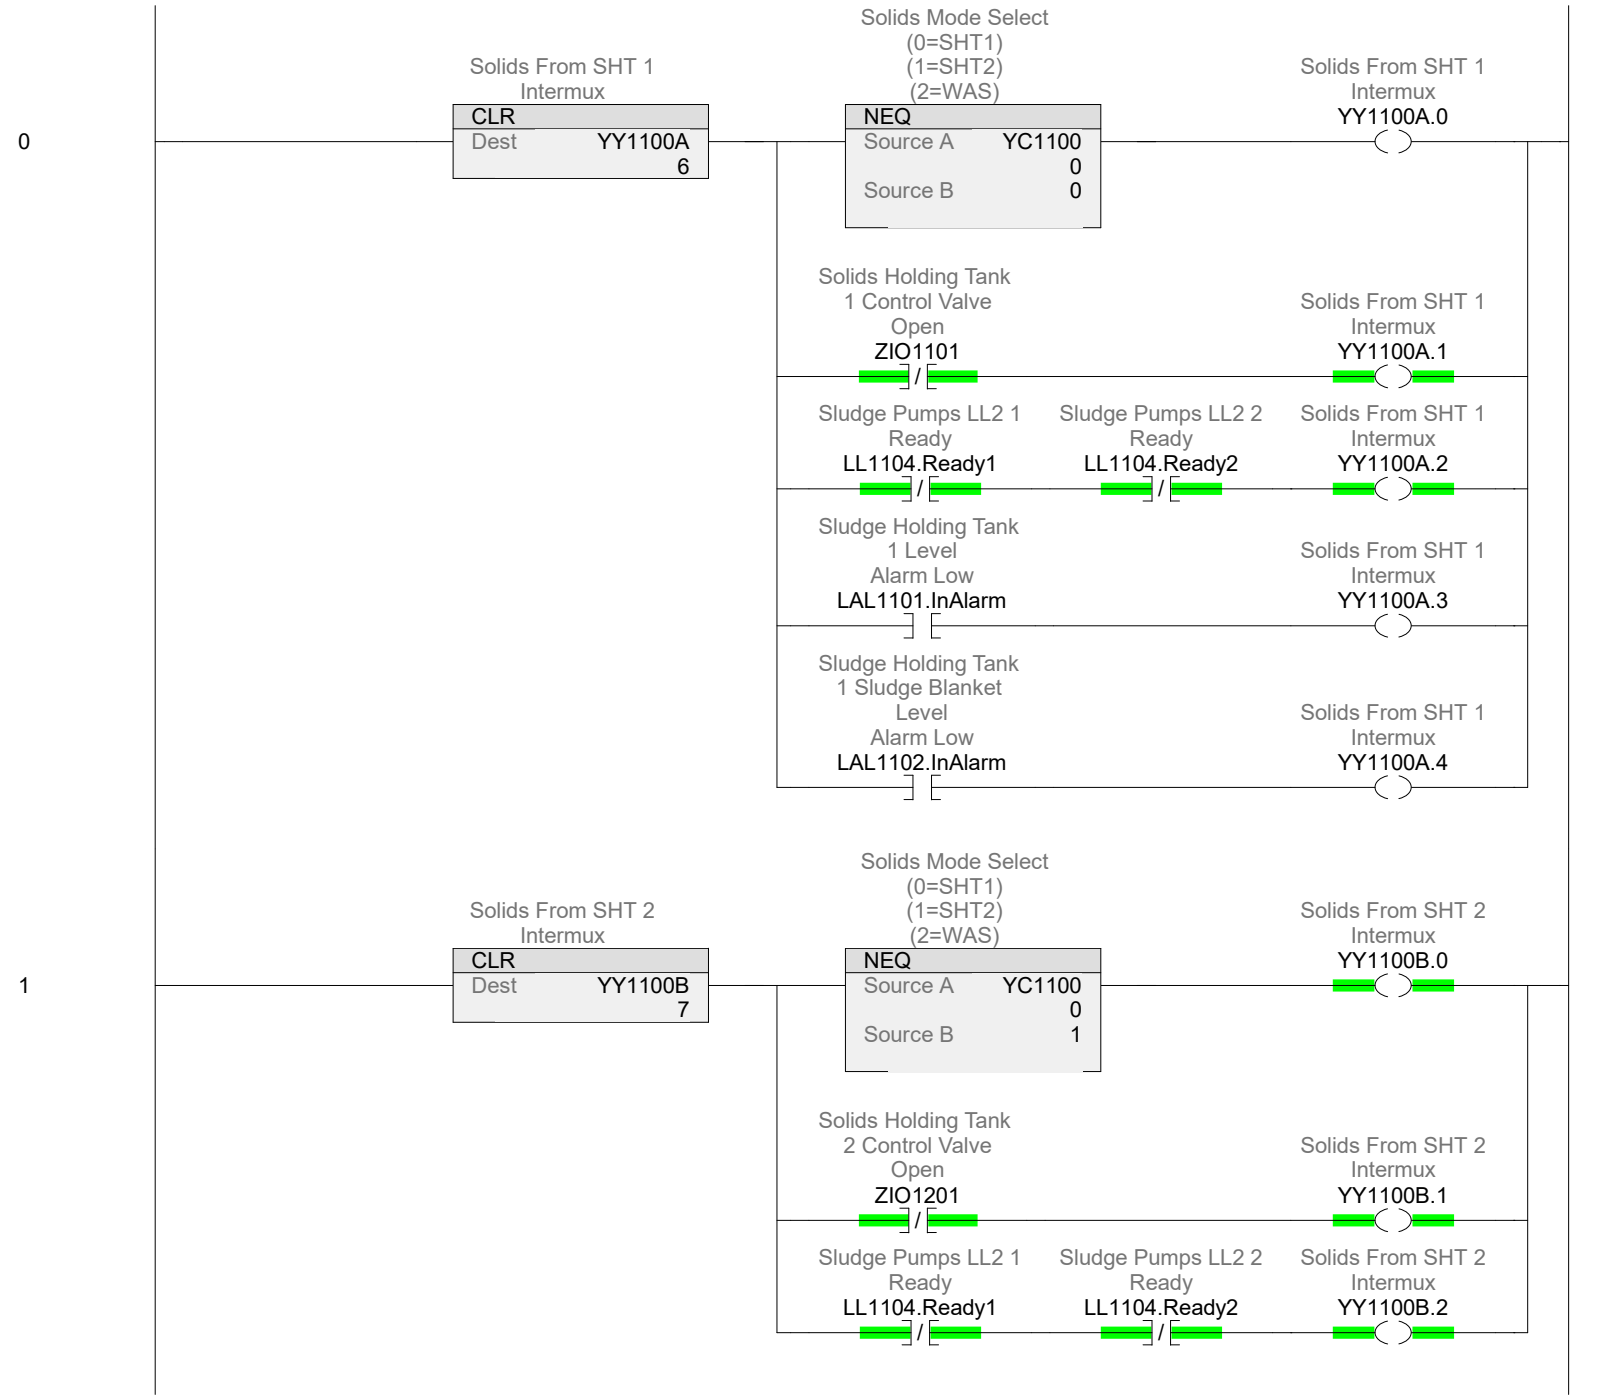 Solids Mode Select
(0=SHT1)
(1=SHT2)
(2=WAS)
Solids From SHT 1
Intermux
Solids From SHT 1
Intermux
YY1100A.0
0
CLR
Dest YY1100A
6
NEQ
Source A YC1100
0
Source B 0
Solids Holding Tank
1 Control Valve
Open
ZIO1101
/
Solids From SHT 1
Intermux
YY1100A.1
Sludge Pumps LL2 1
Ready
LL1104.Ready1
/
Sludge Pumps LL2 2
Ready
LL1104.Ready2
/
Solids From SHT 1
Intermux
YY1100A.2
Sludge Holding Tank
1 Level
Alarm Low
LAL1101.InAlarm
Solids From SHT 1
Intermux
YY1100A.3
Sludge Holding Tank
1 Sludge Blanket
Level
Alarm Low
LAL1102.InAlarm
Solids From SHT 1
Intermux
YY1100A.4
Solids Mode Select
(0=SHT1)
(1=SHT2)
(2=WAS)
Solids From SHT 2
Intermux
Solids From SHT 2
Intermux
YY1100B.0
1
CLR
Dest YY1100B
7
NEQ
Source A YC1100
0
Source B 1
Solids Holding Tank
2 Control Valve
Open
ZIO1201
/
Solids From SHT 2
Intermux
YY1100B.1
Sludge Pumps LL2 1
Ready
LL1104.Ready1
/
Sludge Pumps LL2 2
Ready
LL1104.Ready2
/
Solids From SHT 2
Intermux
YY1100B.2